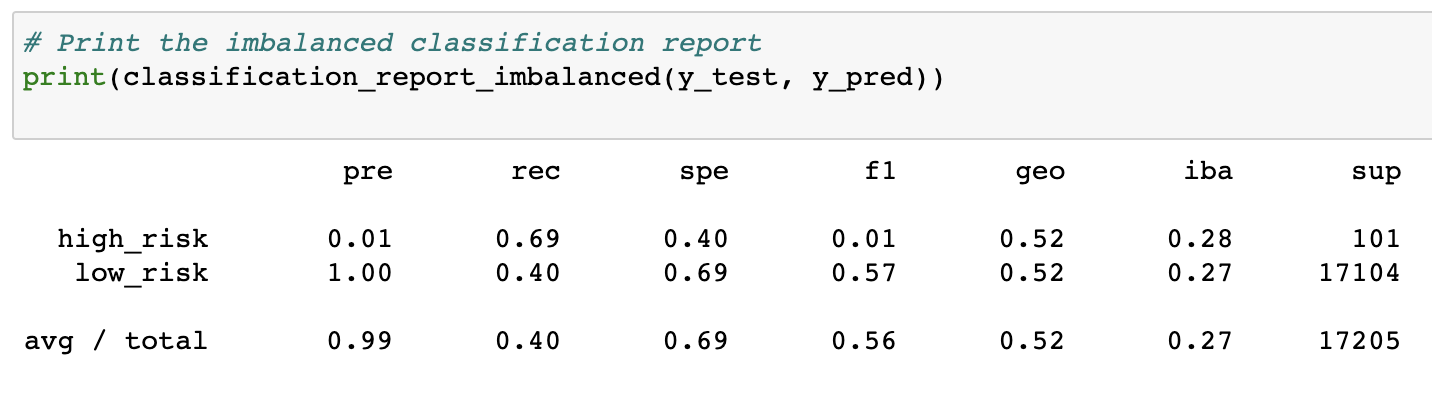 # Print the imbalanced classification report
print(classification_report_imbalanced(y_test, y_pred))
pre rec spe f1 geo iba sup
high_risk 0.01 0.69 0.40 0.01 0.52 0.28 101
low_risk 1.00 0.40 0.69 0.57 0.52 0.27 17104
avg / total 0.99 0.40 0.69 0.56 0.52 0.27 17205